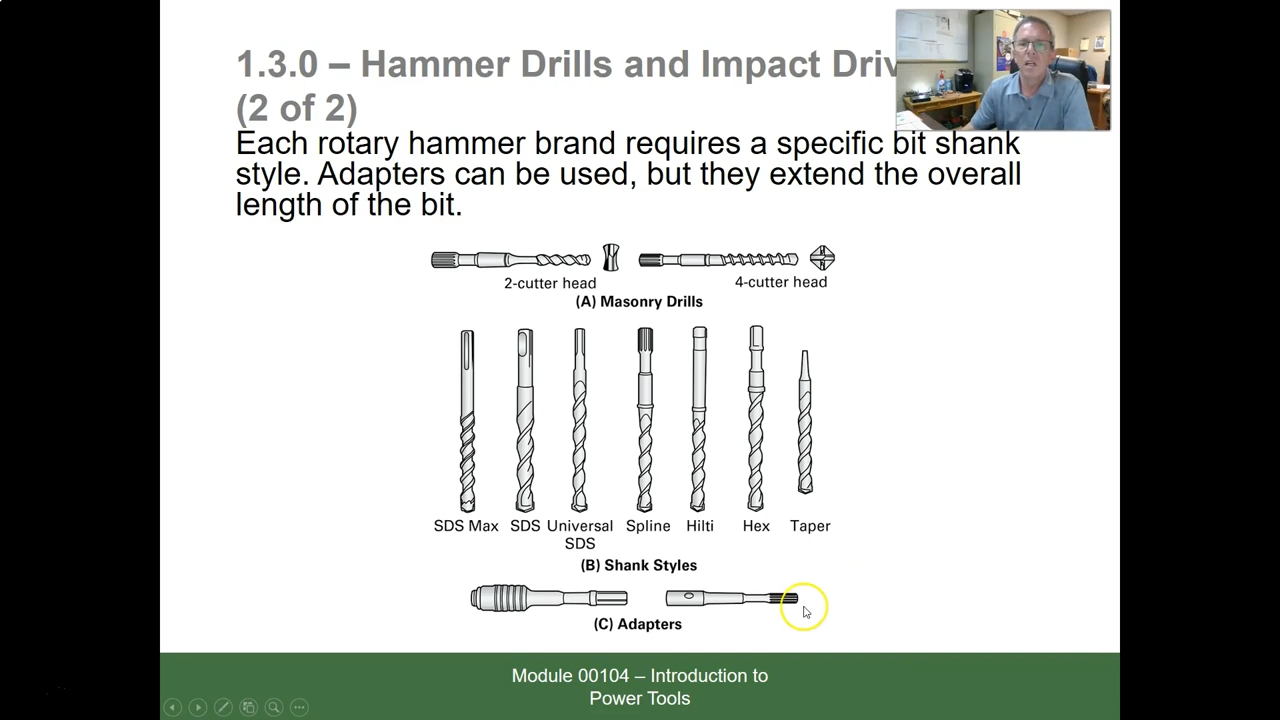 1.3.0 – Hammer Drills and Impact Driv
(2 of 2)
Each rotary hammer brand requires a specific bit shank
style. Adapters can be used, but they extend the overall
length of the bit.
2-cutter head
4-cutter head
(A) Masonry Drills
SDS Max
SDS
Universal
SDS
Spline
Hilti
Hex
Taper
(B) Shank Styles
(C) Adapters
Module 00104 – Introduction to
Power Tools